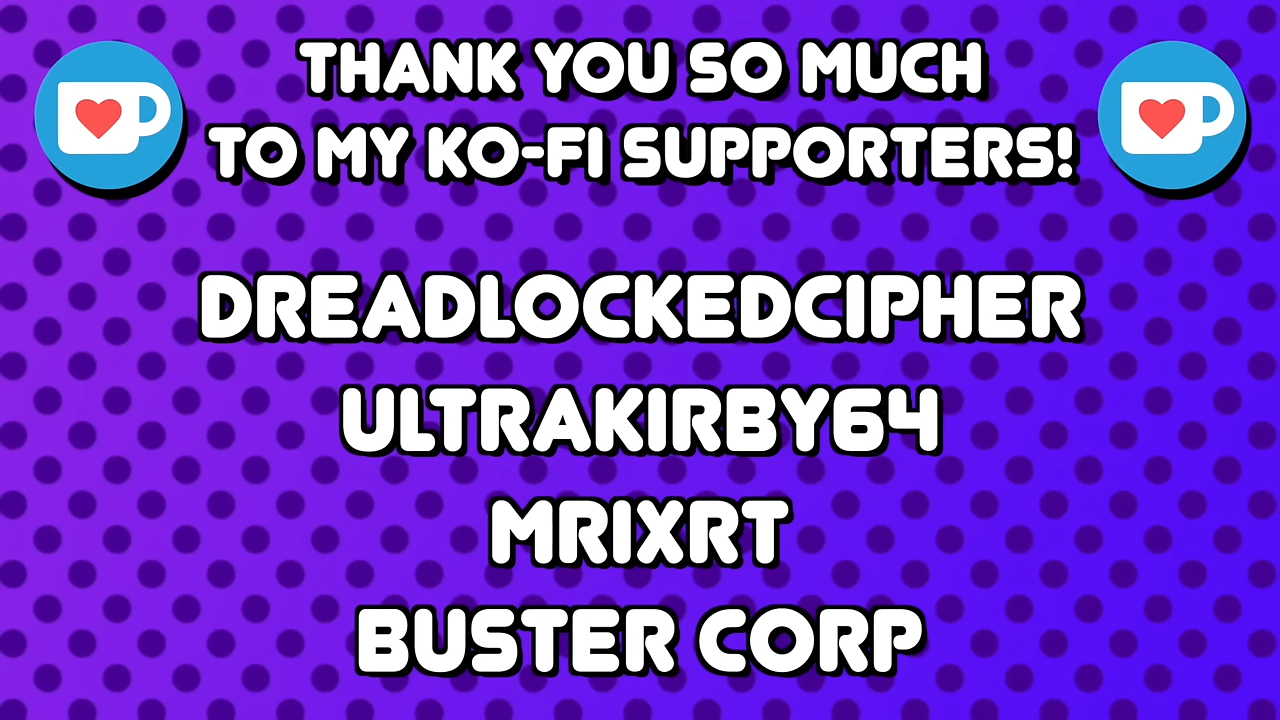 THANK YOU SO MUCH
TO MY KO-FI SUPPORTERS!
DREADLOCKEDCIPHER
ULTRAKIRBY64
MRIXRT
BUSTER CORP